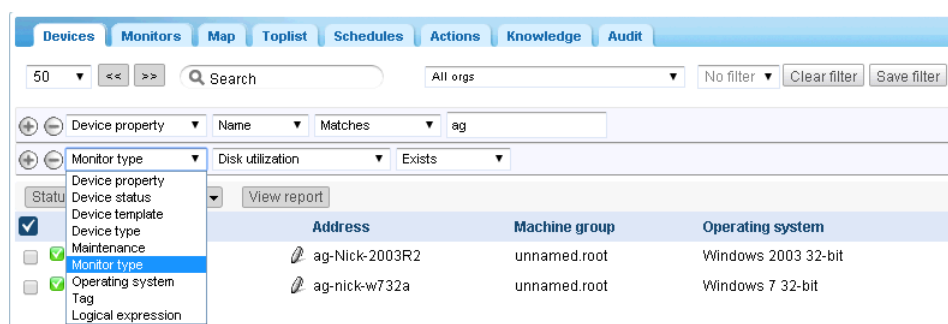 Devices Monitors Map Toplist Schedules Actions Knowledge Audit
50 << >> Search All orgs No filter Clear filter Save filter
Device property Name Matches ag
Monitor type Disk utilization Exists
Device property
Statu Device status View report
Device template
Device type Address Machine group Operating system
Maintenance ag-Nick-2003R2 unnamed.root Windows 2003 32-bit
Monitor type
Operating system ag-nick-w732a unnamed.root Windows 7 32-bit
Tag
Logical expression